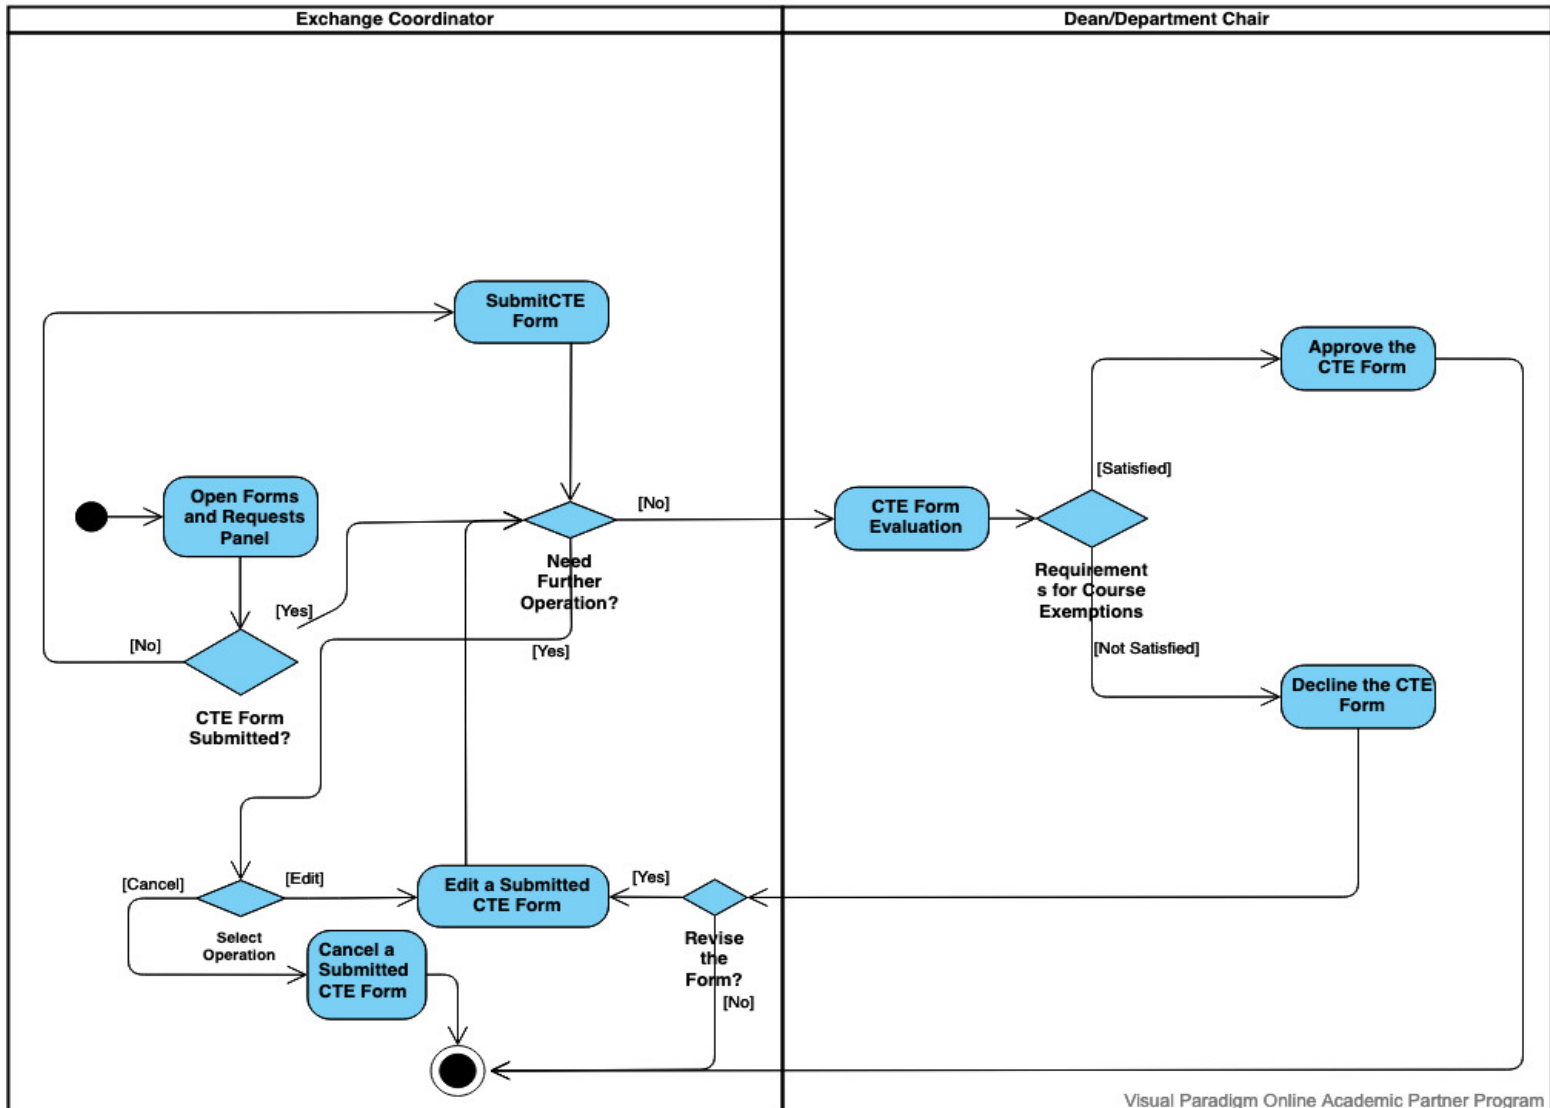 Exchange Coordinator
Dean/Department Chair
SubmitCTE
Form
Approve the
CTE Form
[Satisfied]
Open Forms
and Requests
Panel
[No]
CTE Form
Evaluation
Need
Further
Operation?
Requirement
s for Course
Exemptions
[Yes]
[No]
[Yes]
[Not Satisfied]
CTE Form
Submitted?
Decline the CTE
Form
[Cancel]
[Edit]
Edit a Submitted
CTE Form
[Yes]
Select
Operation
Revise
the
Form?
Cancel a
Submitted
CTE Form
[No]
Visual Paradigm Online Academic Partner Program